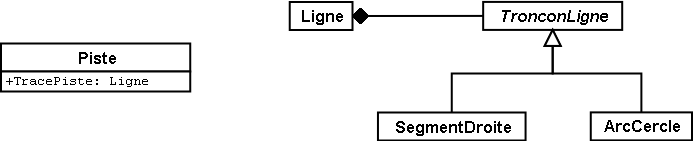 Ligne
TronconLigne
Piste
+TracePiste: Ligne
SegmentDroite
ArcCercle